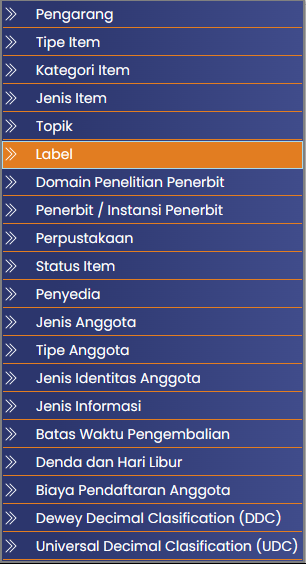 Pengarang
Tipe Item
Kategori Item
Jenis Item
Topik
Label
Domain Penelitian Penerbit
Penerbit / Instansi Penerbit
Perpustakaan
Status Item
Penyedia
Jenis Anggota
Tipe Anggota
Jenis Identitas Anggota
Jenis Informasi
Batas Waktu Pengembalian
Denda dan Hari Libur
Biaya Pendaftaran Anggota
Dewey Decimal Clasification (DDC)
Universal Decimal Clasification (UDC)